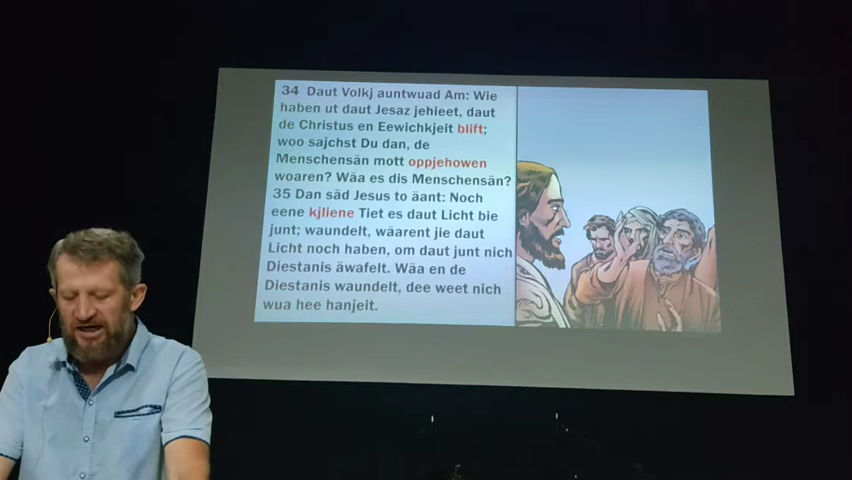 34 Daut Volkj auntwuad Am: Wie
haben ut daut Jesaz jehieet, daut
de Christus en Eewichkjeit blift;
woo sajchst Du dan, de
Menschensän mott oppjehowen
woaren? Wäa es dis Menschensän?
35 Dan säd Jesus to äant: Noch
eene kjliene Tiet es daut Licht bie
junt; waundelt, wäarent jie daut
Licht noch haben, om daut junt nich
Diestanis äwafelt. Wäa en de
Diestanis waundelt, dee weet nich
wua hee hanjeit.